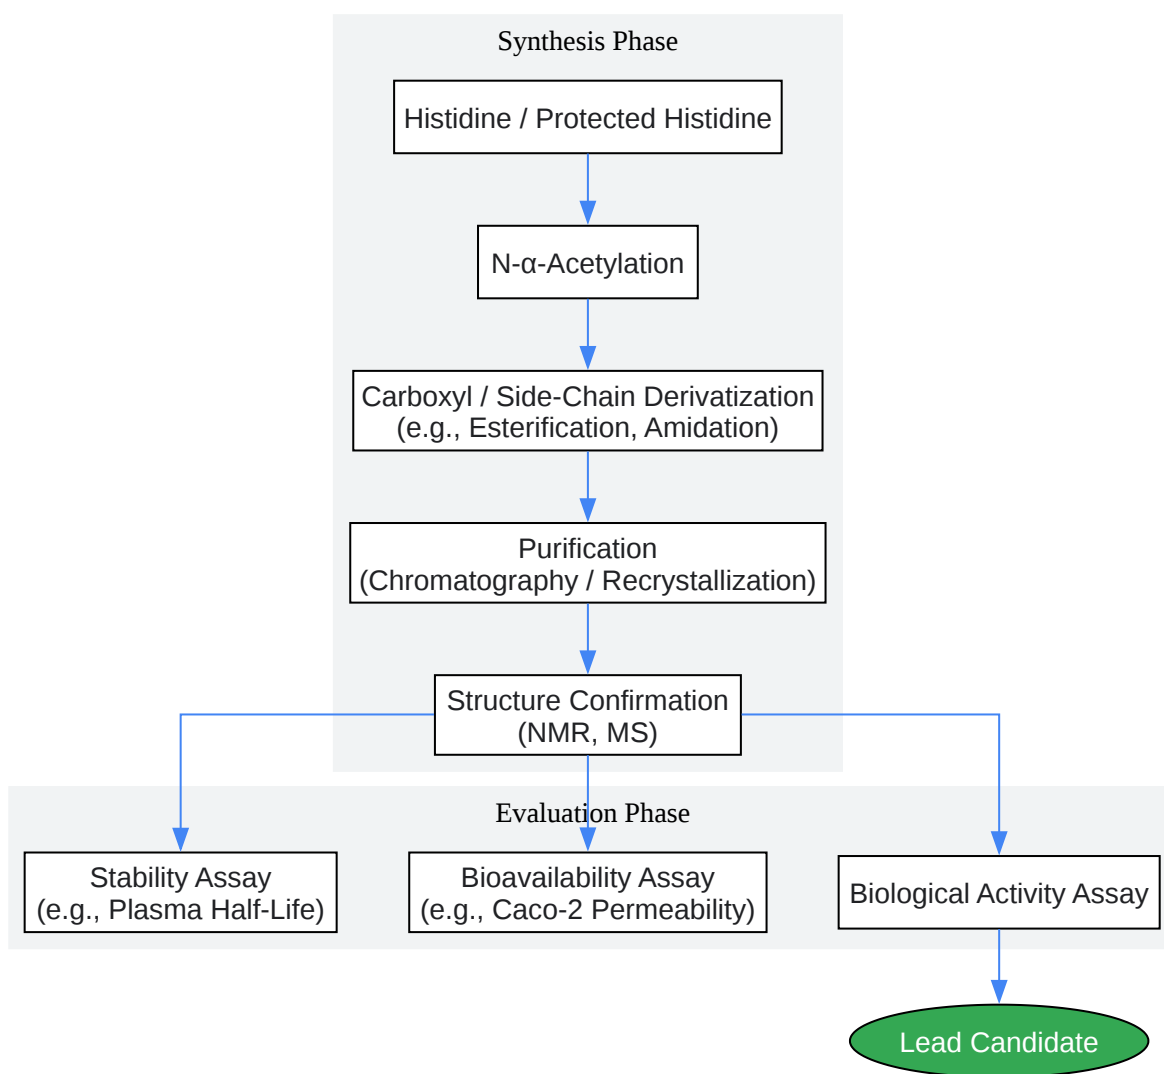 Synthesis Phase
Histidine / Protected Histidine
N-α-Acetylation
Carboxyl / Side-Chain Derivatization
(e.g., Esterification, Amidation)
Purification
(Chromatography / Recrystallization)
Structure Confirmation
(NMR, MS)
Evaluation Phase
Stability Assay
(e.g., Plasma Half-Life)
Bioavailability Assay
(e.g., Caco-2 Permeability)
Biological Activity Assay
Lead Candidate